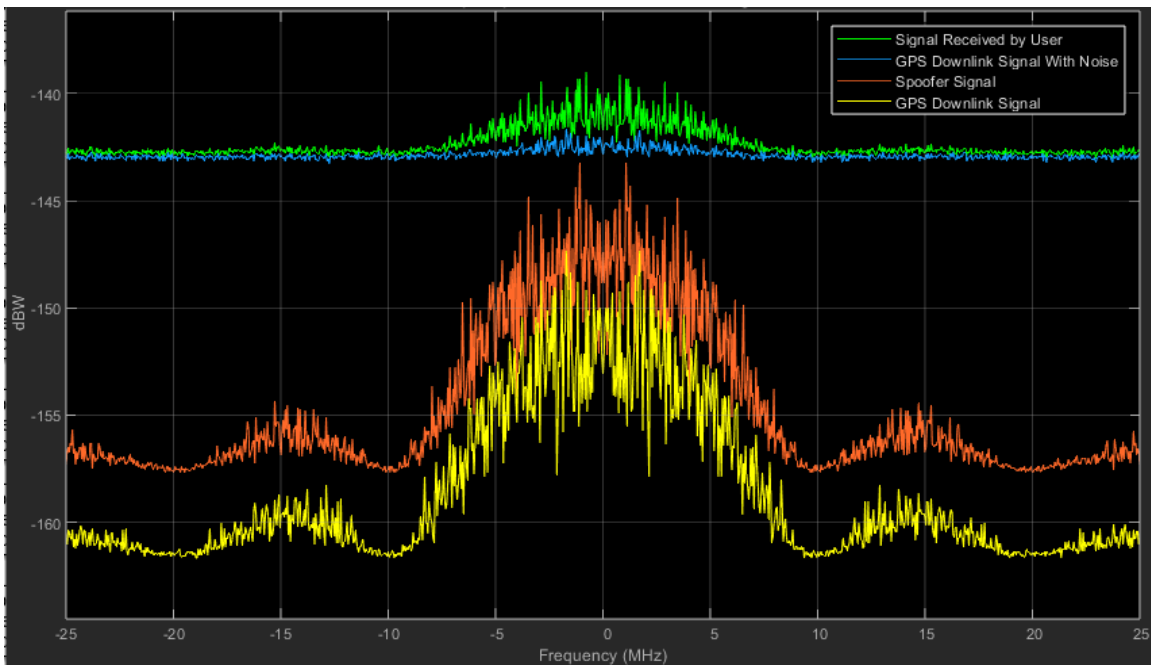 Signal Received by User
GPS Downlink Signal With Noise
Spoofer Signal
GPS Downlink Signal
-140
-145
-150
-155
-160
dBW
-25 -20 -15 -10 -5 0 5 10 15 20 25
Frequency (MHz)